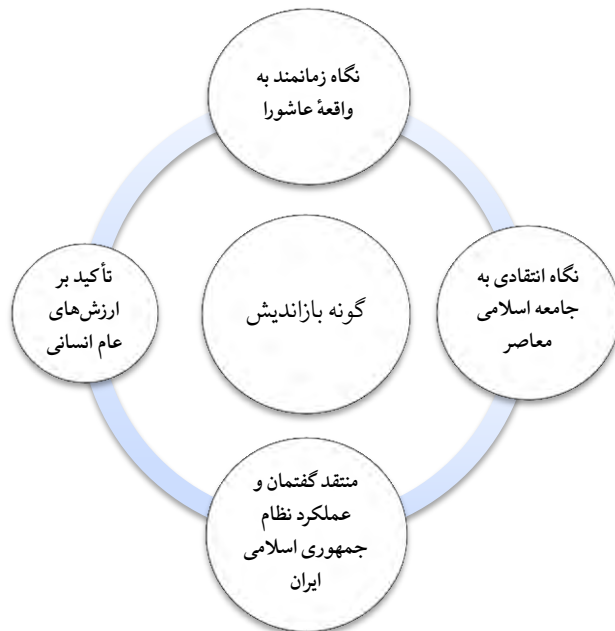 نگاه زمانمند به
واقعهٔ عاشورا
نگاه انتقادی به
جامعه اسلامی
معاصر
گونه بازاندیش
تأکید بر
ارزش‌های
عام انسانی
منتقد گفتمان و
عملکرد نظام
جمهوری اسلامی
ایران